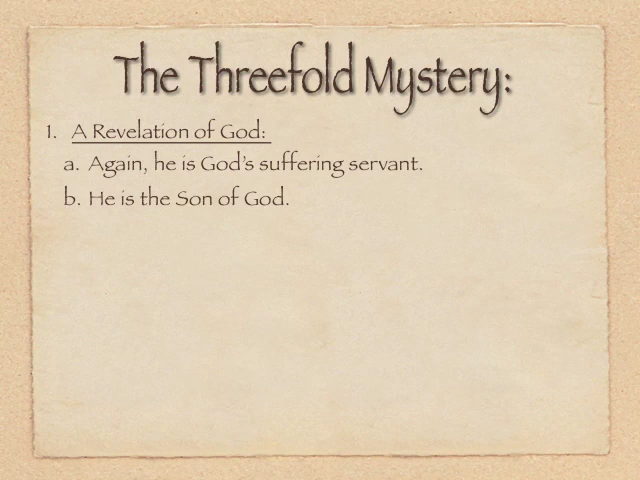 The Threefold Mystery:
1. A Revelation of God:
a. Again, he is God's suffering servant.
b. He is the Son of God.